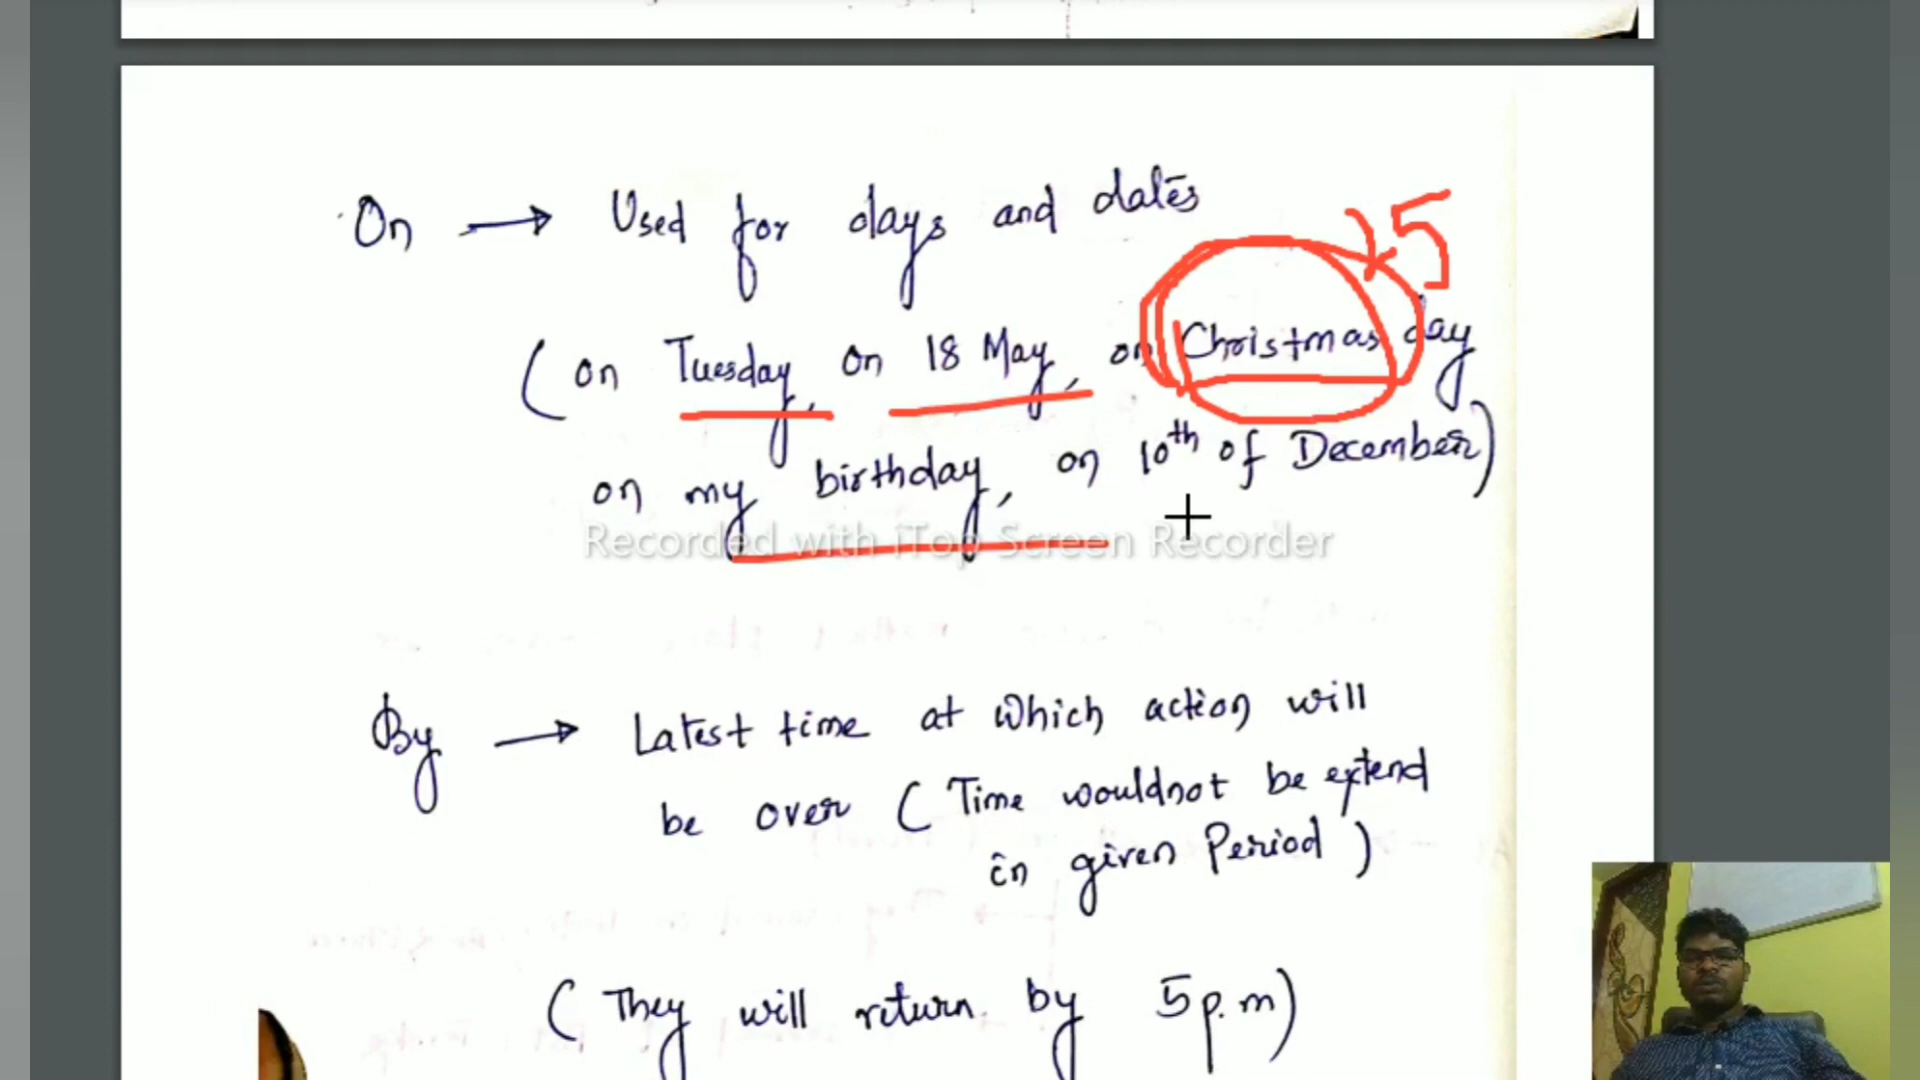 On → Used for days and dates
25
( on Tuesday, on 18 May, on Christmas day
on my birthday, on 10th of December)
Recorded with iTop Screen Recorder
By → Latest time at which action will
be over ( Time wouldnot be extend
in given Period )
( They will return by 5 p.m )